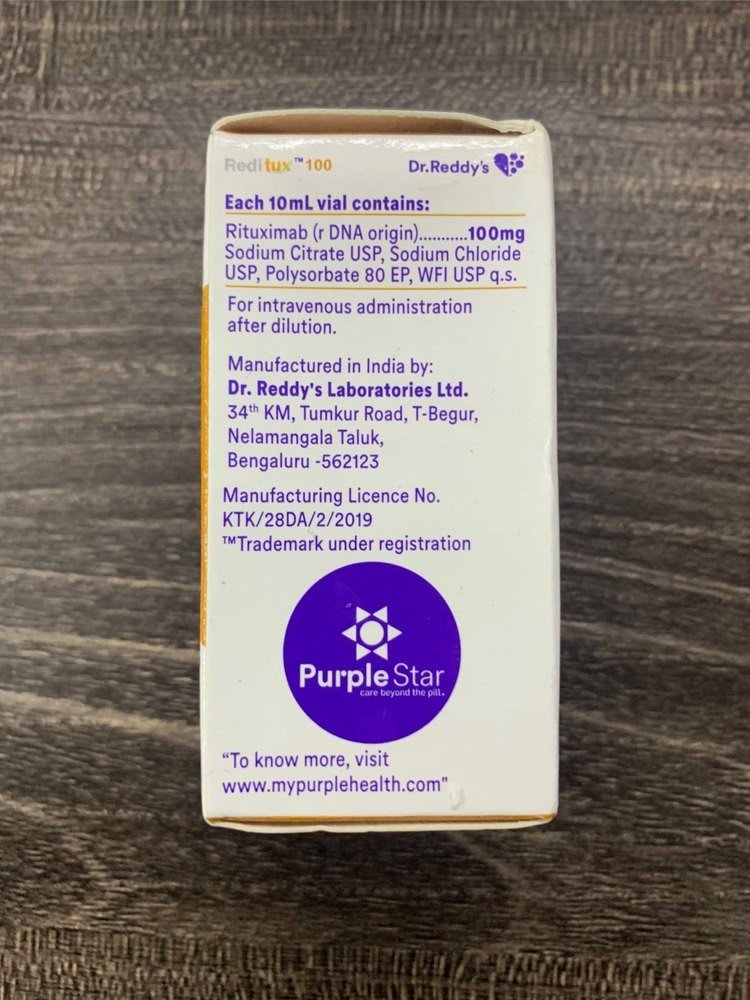 Reditux™100
Dr.Reddy's
Each 10mL vial contains:
Rituximab (r DNA origin)...........100mg
Sodium Citrate USP, Sodium Chloride
USP, Polysorbate 80 EP, WFI USP q.s.
For intravenous administration
after dilution.
Manufactured in India by:
Dr. Reddy's Laboratories Ltd.
34th KM, Tumkur Road, T-Begur,
Nelamangala Taluk,
Bengaluru -562123
Manufacturing Licence No.
KTK/28DA/2/2019
™Trademark under registration
Purple Star
care beyond the pill.
“To know more, visit
www.mypurplehealth.com"